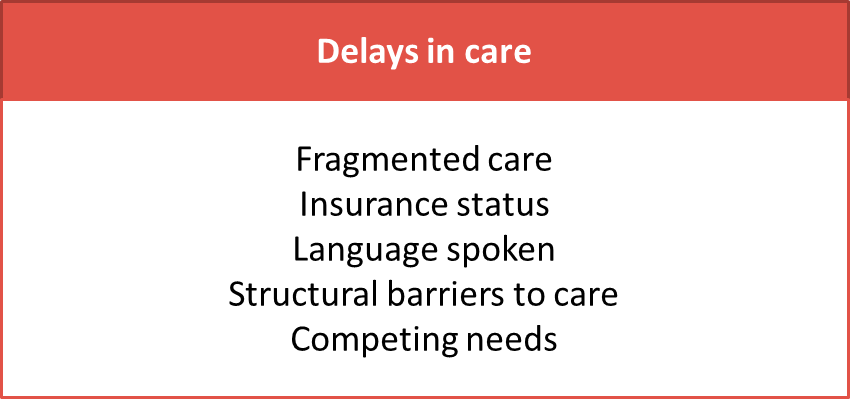 Delays in care
Fragmented care
Insurance status
Language spoken
Structural barriers to care
Competing needs